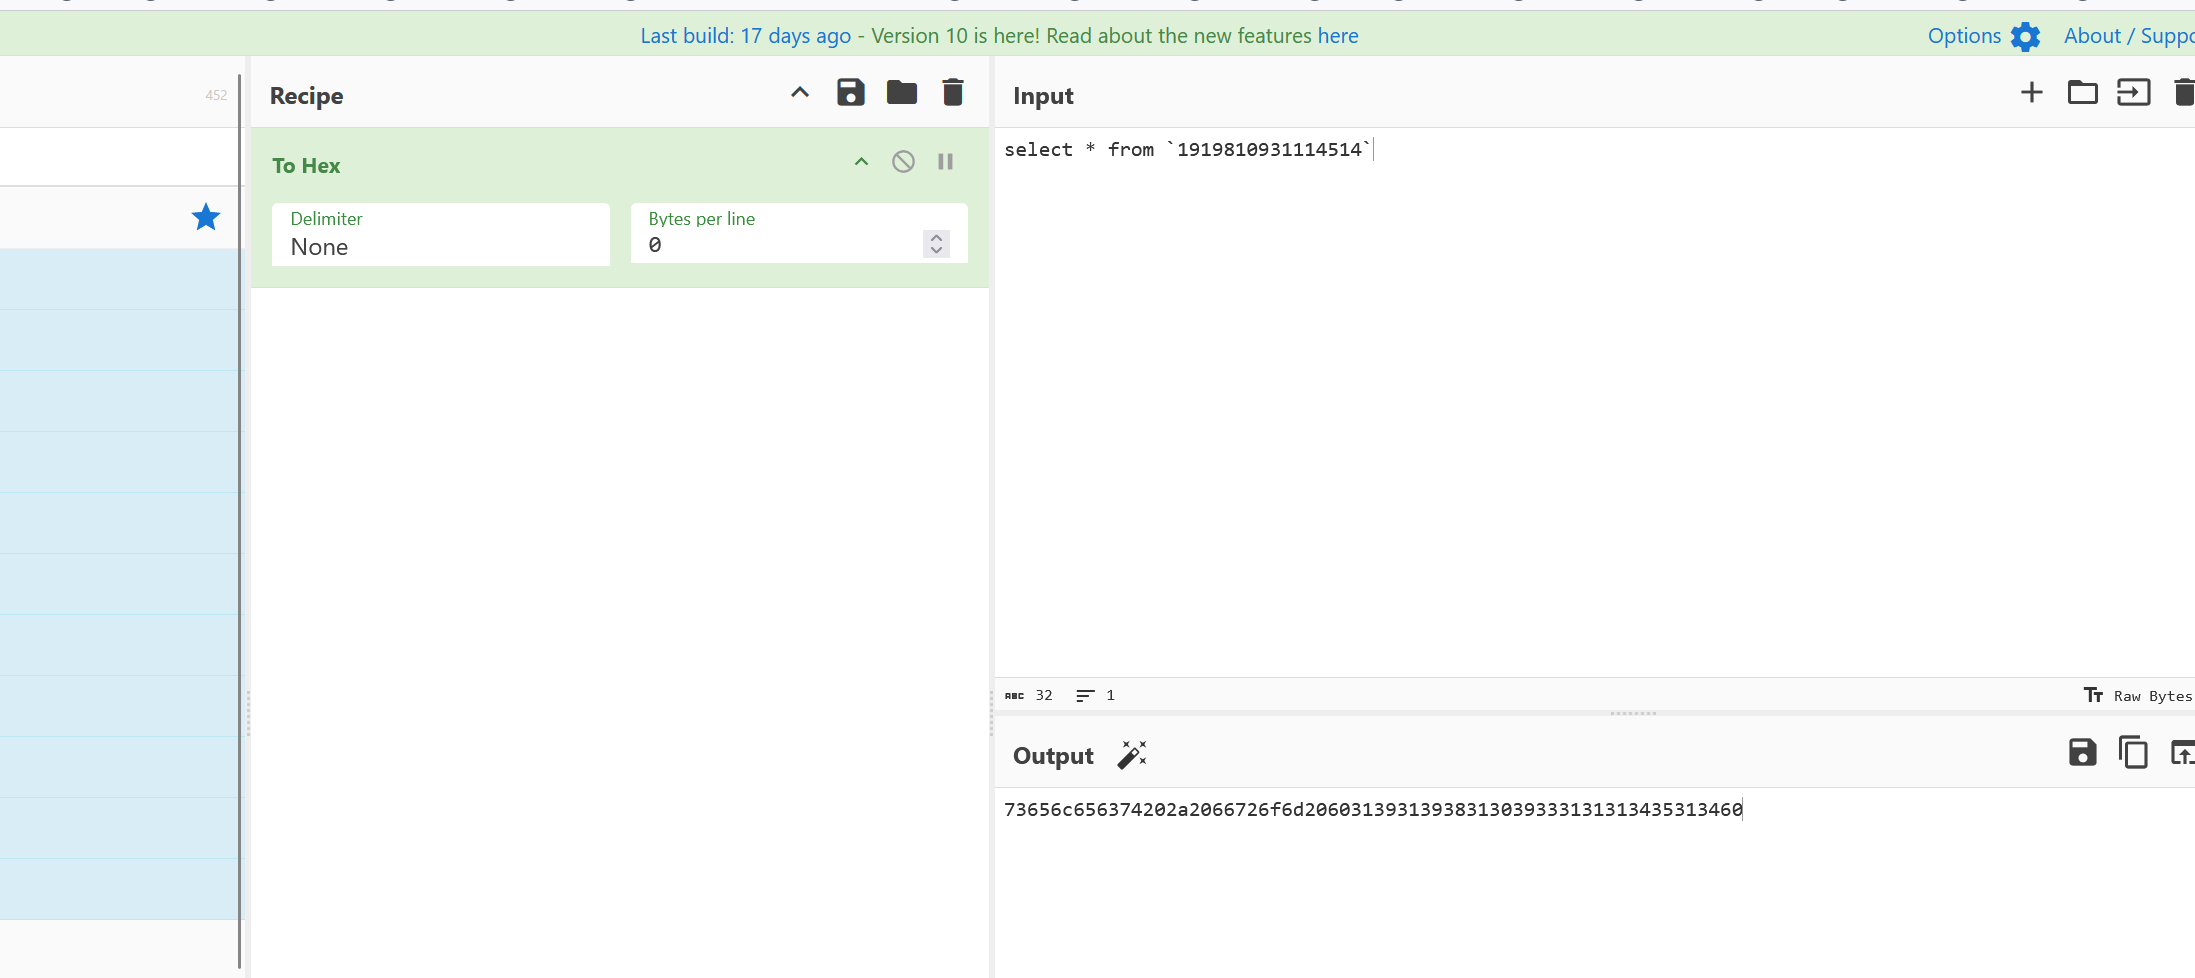 Last build: 17 days ago - Version 10 is here! Read about the new features here
Options
About / Suppo
452
Recipe
To Hex
Delimiter
None
Bytes per line
0
Input
select * from `1919810931114514`
ABC 32
1
Tт Raw Bytes
Output
73656c656374202a2066726f6d206031393139383130393331313134353134​60